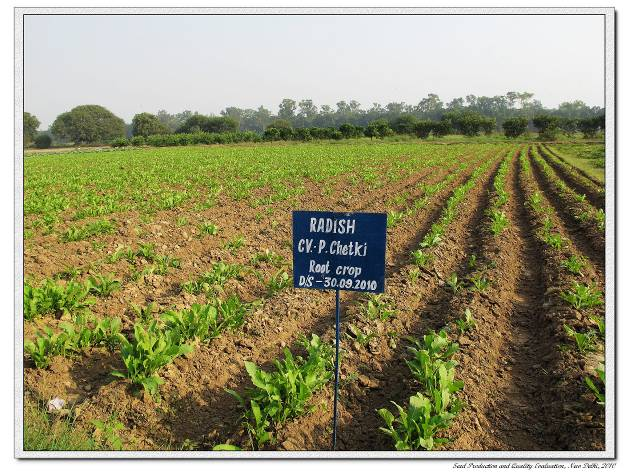 RADISH
CV.-P. Chetki
Root crop
D/S - 30.09.2010
Seed Production and Quality Evaluation, New Delhi, 2010